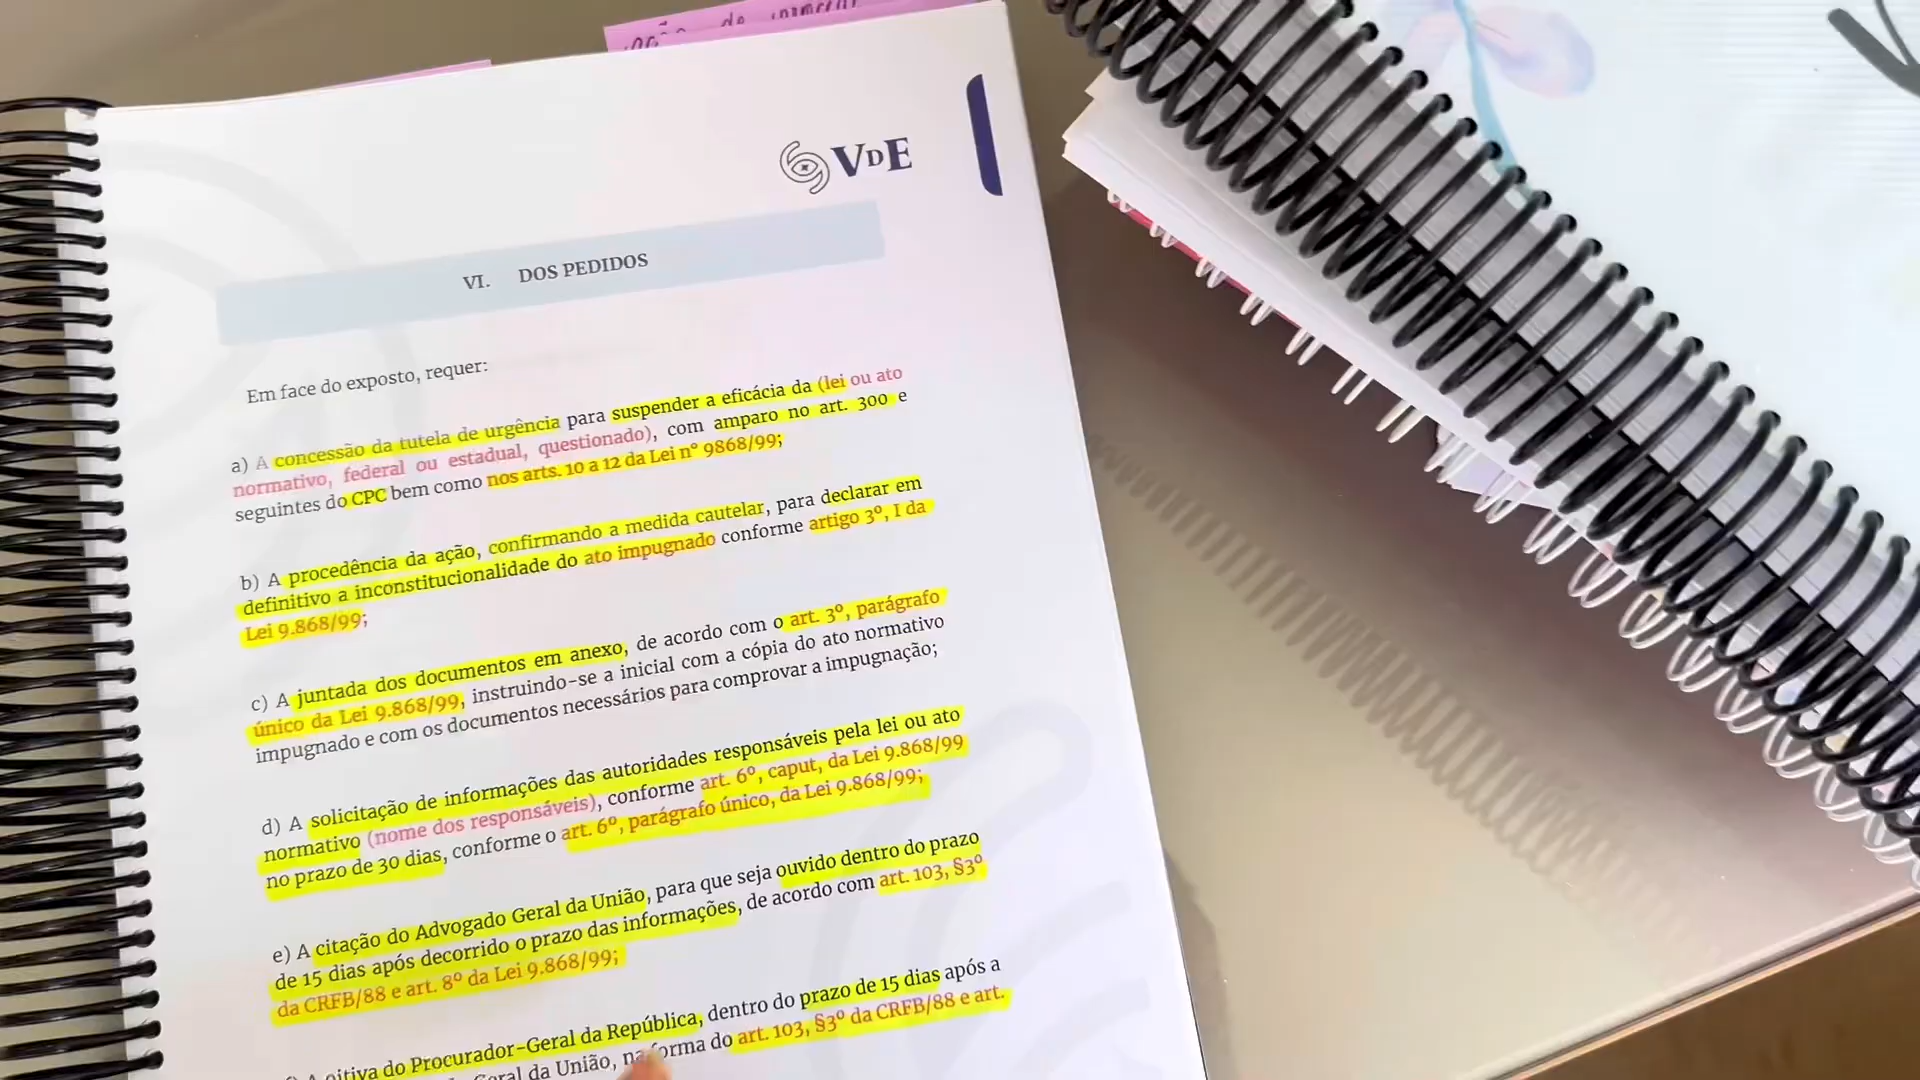 ação de inomina
VDE
VI. DOS PEDIDOS
Em face do exposto, requer:
a) A concessão da tutela de urgência para suspender a eficácia da (lei ou ato
normativo, federal ou estadual, questionado), com amparo no art. 300 e
seguintes do CPC bem como nos arts. 10 a 12 da Lei n° 9868/99;
b) A procedência da ação, confirmando a medida cautelar, para declarar em
definitivo a inconstitucionalidade do ato impugnado conforme artigo 3º, I da
Lei 9.868/99;
c) A juntada dos documentos em anexo, de acordo com o art. 3º, parágrafo
único da Lei 9.868/99, instruindo-se a inicial com a cópia do ato normativo
impugnado e com os documentos necessários para comprovar a impugnação;
d) A solicitação de informações das autoridades responsáveis pela lei ou ato
normativo (nome dos responsáveis), conforme art. 6º, caput, da Lei 9.868/99
no prazo de 30 dias, conforme o art. 6º, parágrafo único, da Lei 9.868/99;
e) A citação do Advogado Geral da União, para que seja ouvido dentro do prazo
de 15 dias após decorrido o prazo das informações, de acordo com art. 103, §3º
da CRFB/88 e art. 8º da Lei 9.868/99;
A oitiva do Procurador-Geral da República, dentro do prazo de 15 dias após a
Geral da União, na forma do art. 103, §3º da CRFB/88 e art.